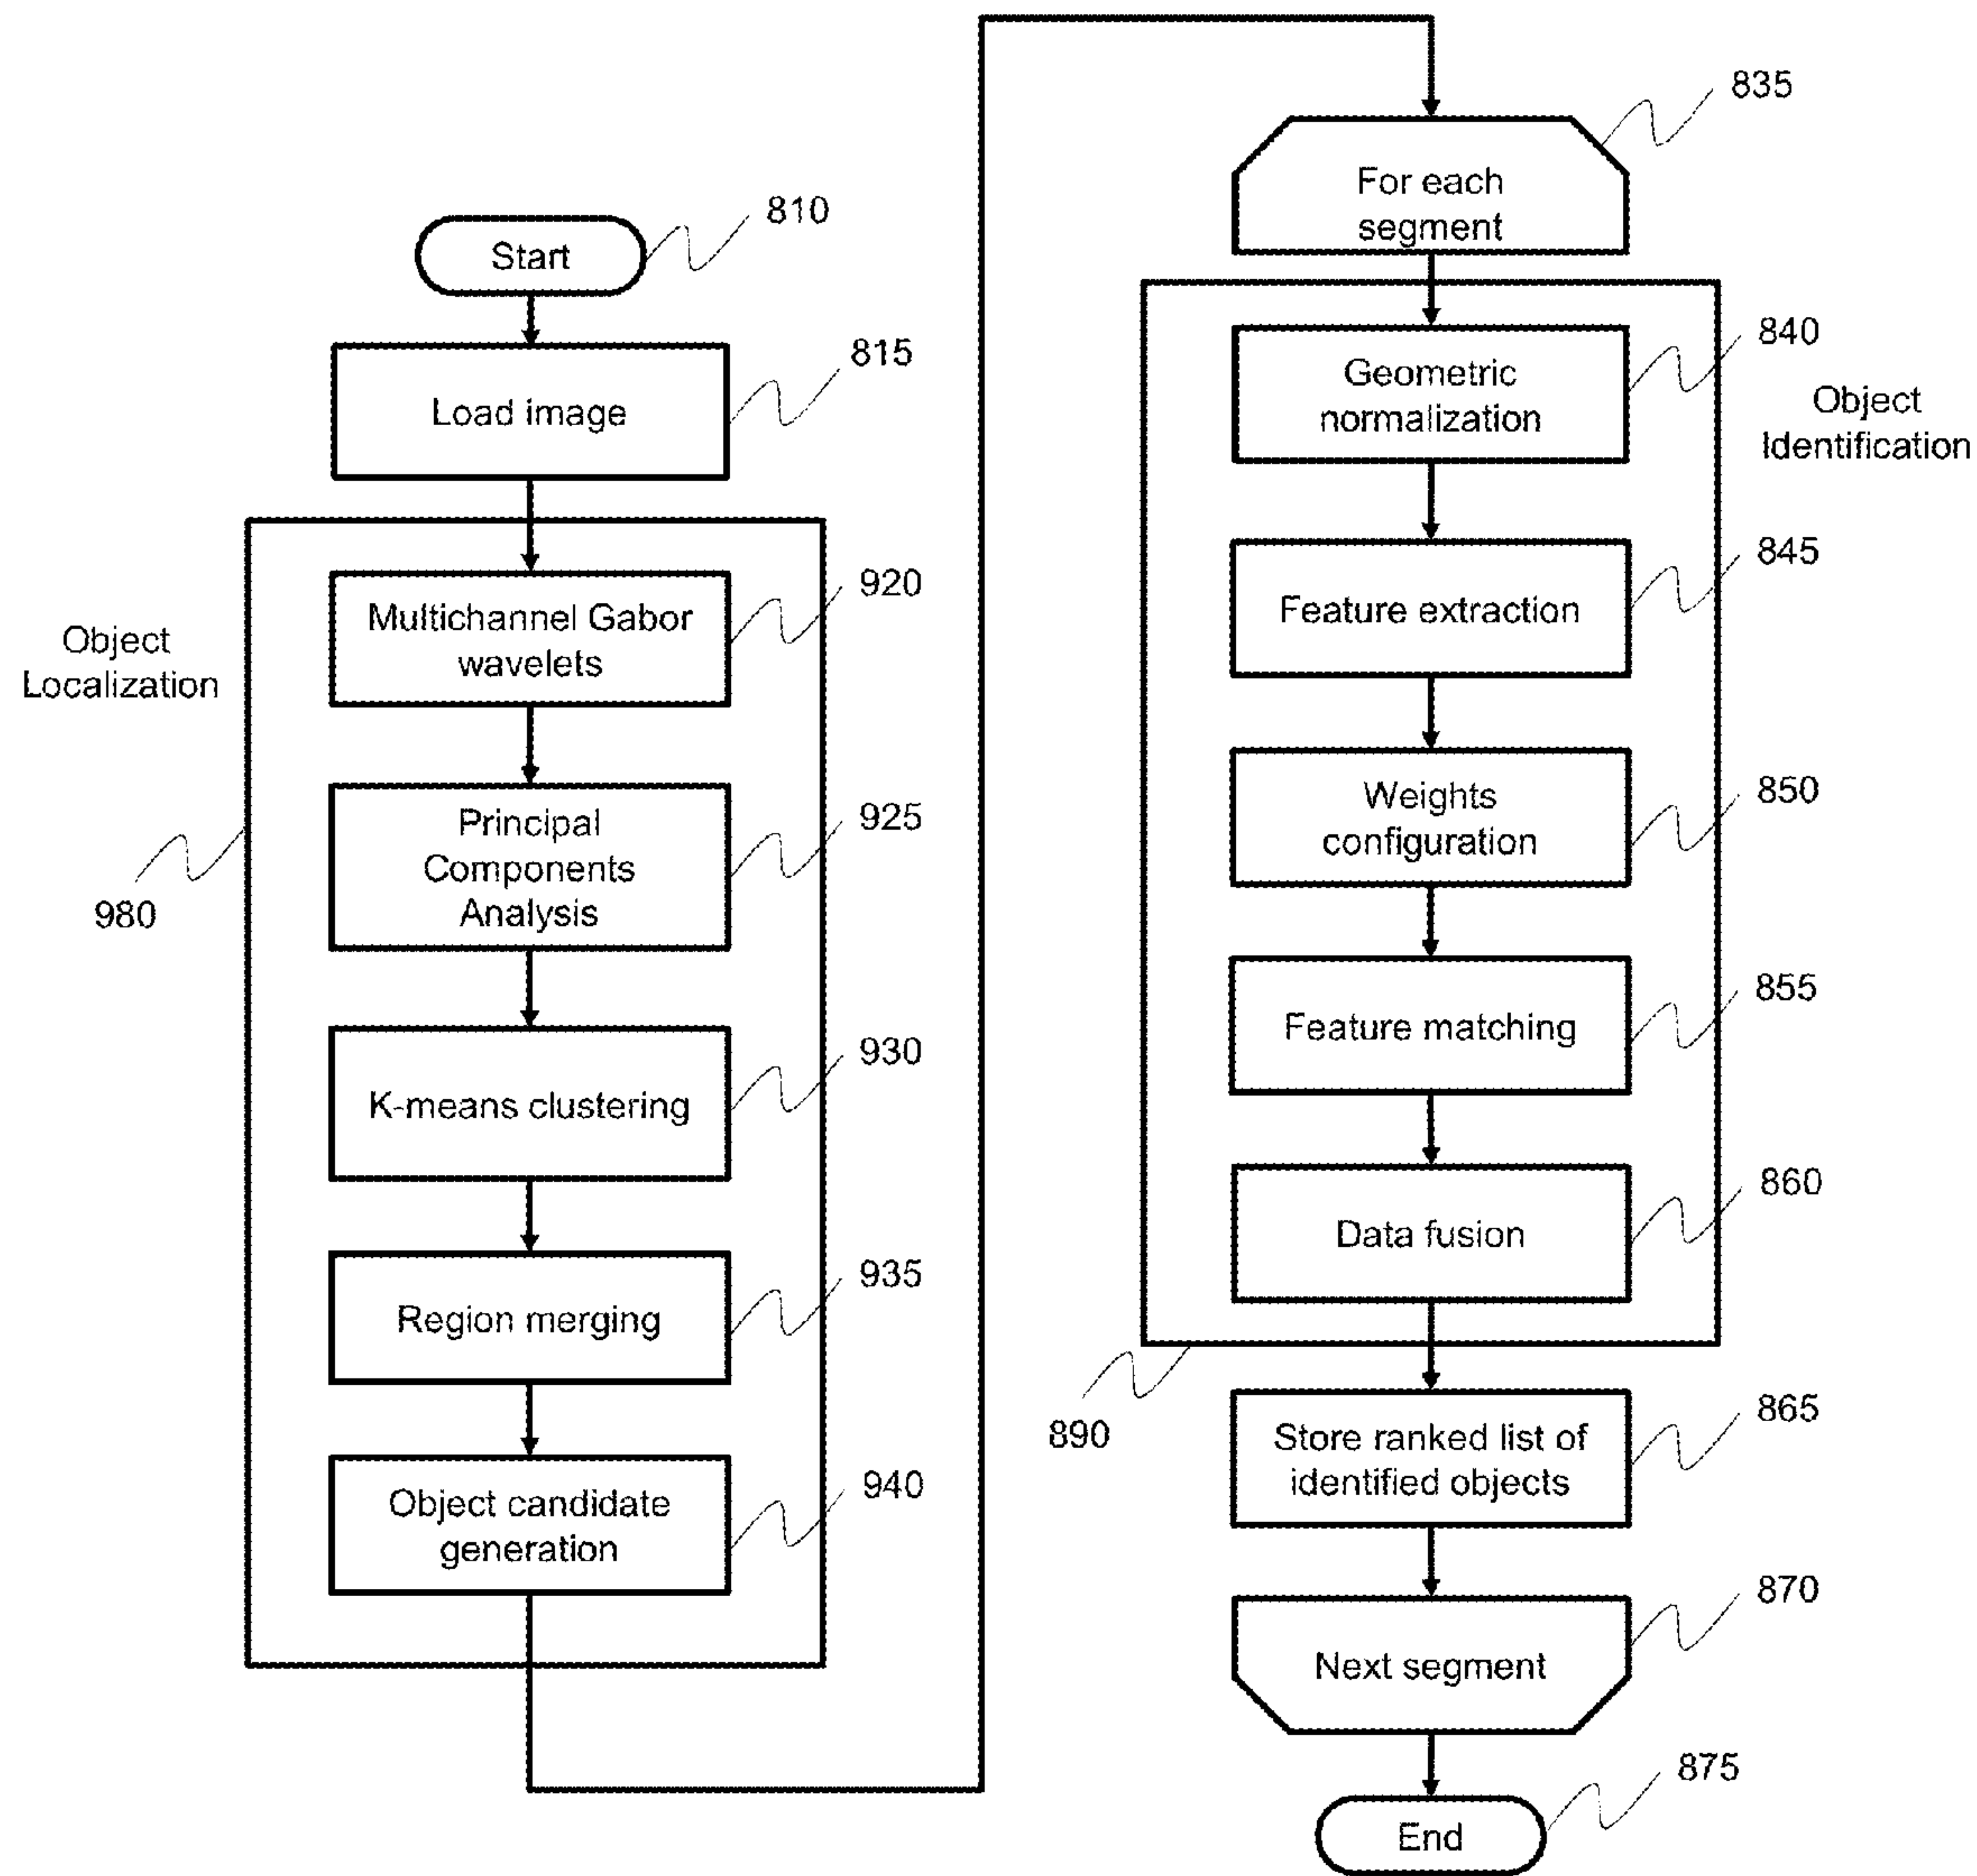 Start
810
Load image
815
Object
Localization
980
Multichannel Gabor
wavelets
920
Principal
Components
Analysis
925
K-means clustering
930
Region merging
935
Object candidate
generation
940
For each
segment
835
Object
Identification
890
Geometric
normalization
840
Feature extraction
845
Weights
configuration
850
Feature matching
855
Data fusion
860
Store ranked list of
identified objects
865
Next segment
870
End
875